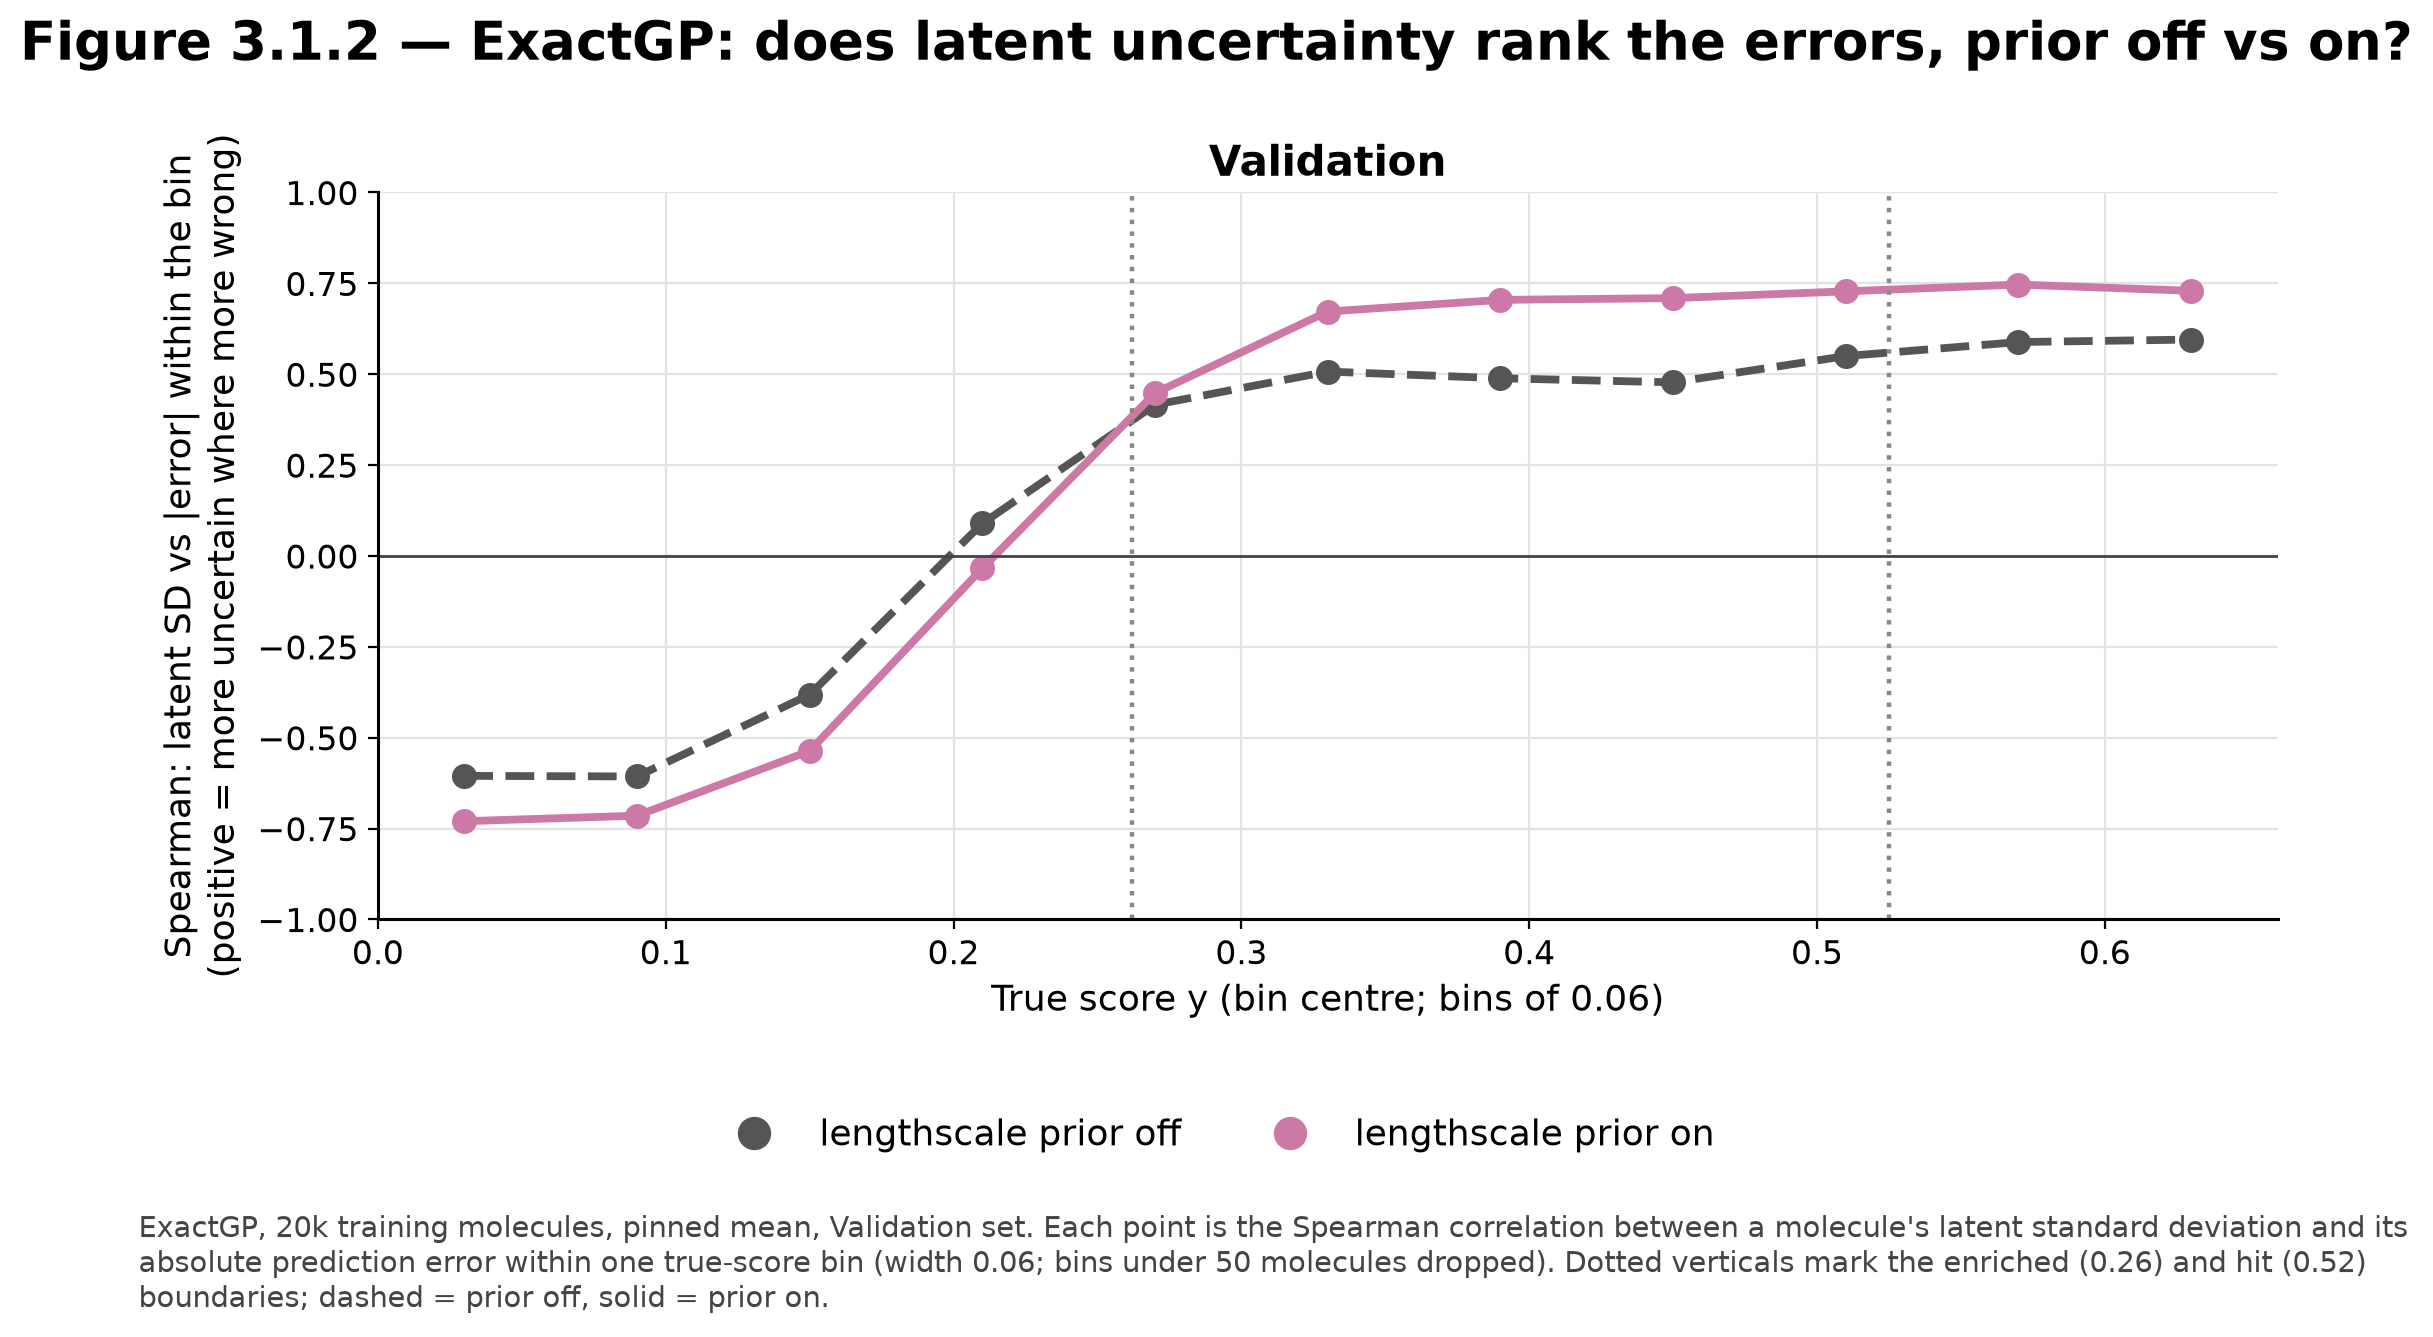 Figure 3.1.2 — ExactGP: does latent uncertainty rank the errors, prior off vs on?
Validation
Spearman: latent SD vs |error| within the bin
(positive = more uncertain where more wrong)
1.00
0.75
0.50
0.25
0.00
−0.25
−0.50
−0.75
−1.00
0.0
0.1
0.2
0.3
0.4
0.5
0.6
True score y (bin centre; bins of 0.06)
lengthscale prior off
lengthscale prior on
ExactGP, 20k training molecules, pinned mean, Validation set. Each point is the Spearman correlation between a molecule's latent standard deviation and its
absolute prediction error within one true-score bin (width 0.06; bins under 50 molecules dropped). Dotted verticals mark the enriched (0.26) and hit (0.52)
boundaries; dashed = prior off, solid = prior on.